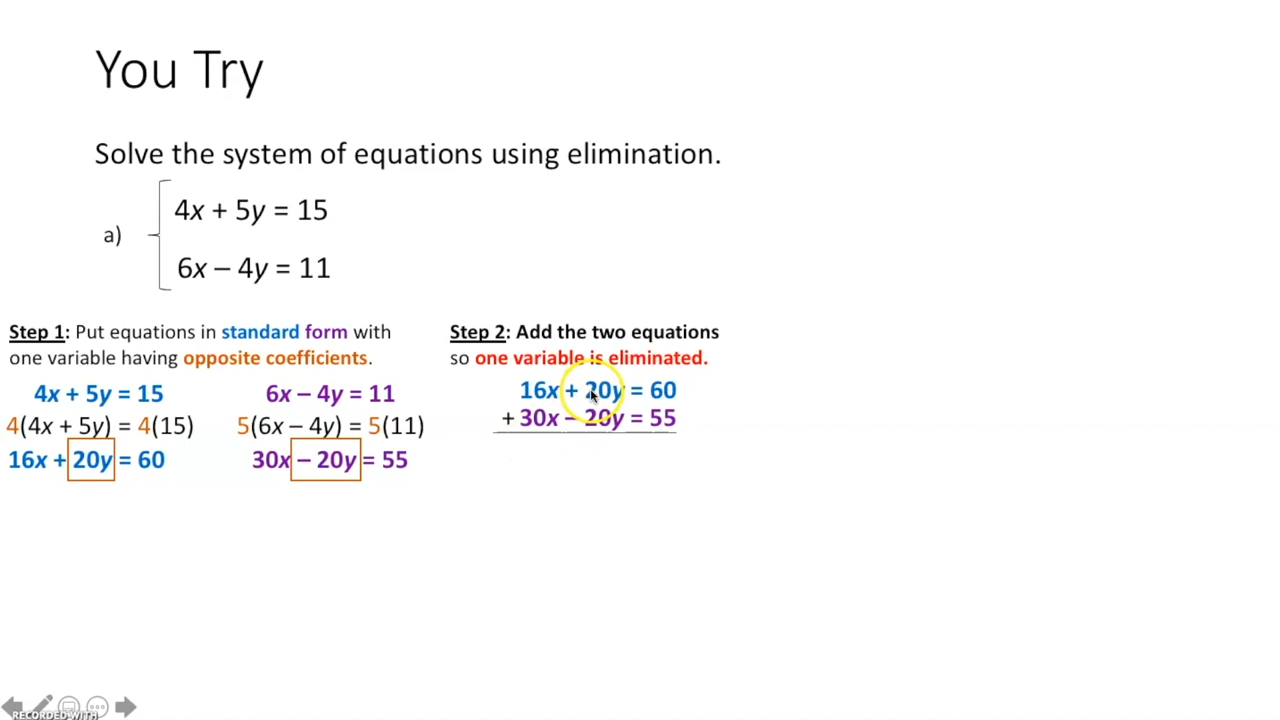 You Try
Solve the system of equations using elimination.
a)
4x + 5y = 15
6x – 4y = 11
Step 1: Put equations in standard form with
one variable having opposite coefficients.
4x + 5y = 15
4(4x + 5y) = 4(15)
16x + 20y = 60
6x – 4y = 11
5(6x – 4y) = 5(11)
30x – 20y = 55
Step 2: Add the two equations
so one variable is eliminated.
16x + 20y = 60
+ 30x – 20y = 55
RECORDED WITH